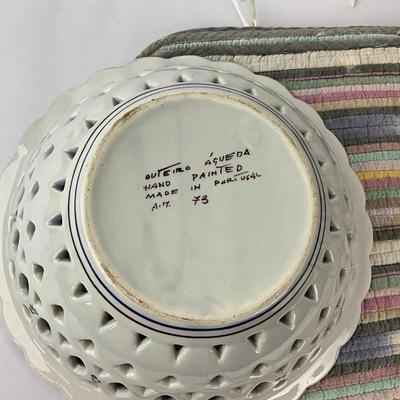 OUTEIRO ÁGUEDA
HAND PAINTED
MADE IN PORTUGAL
A.M. 73